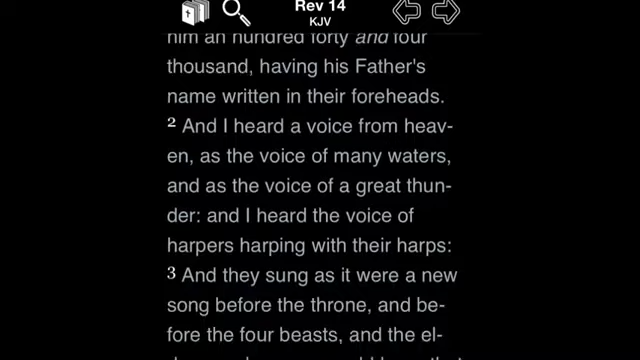 Rev 14
KJV
him an hundred forty and four
thousand, having his Father's
name written in their foreheads.
2 And I heard a voice from heav-
en, as the voice of many waters,
and as the voice of a great thun-
der: and I heard the voice of
harpers harping with their harps:
3 And they sung as it were a new
song before the throne, and be-
fore the four beasts, and the el-